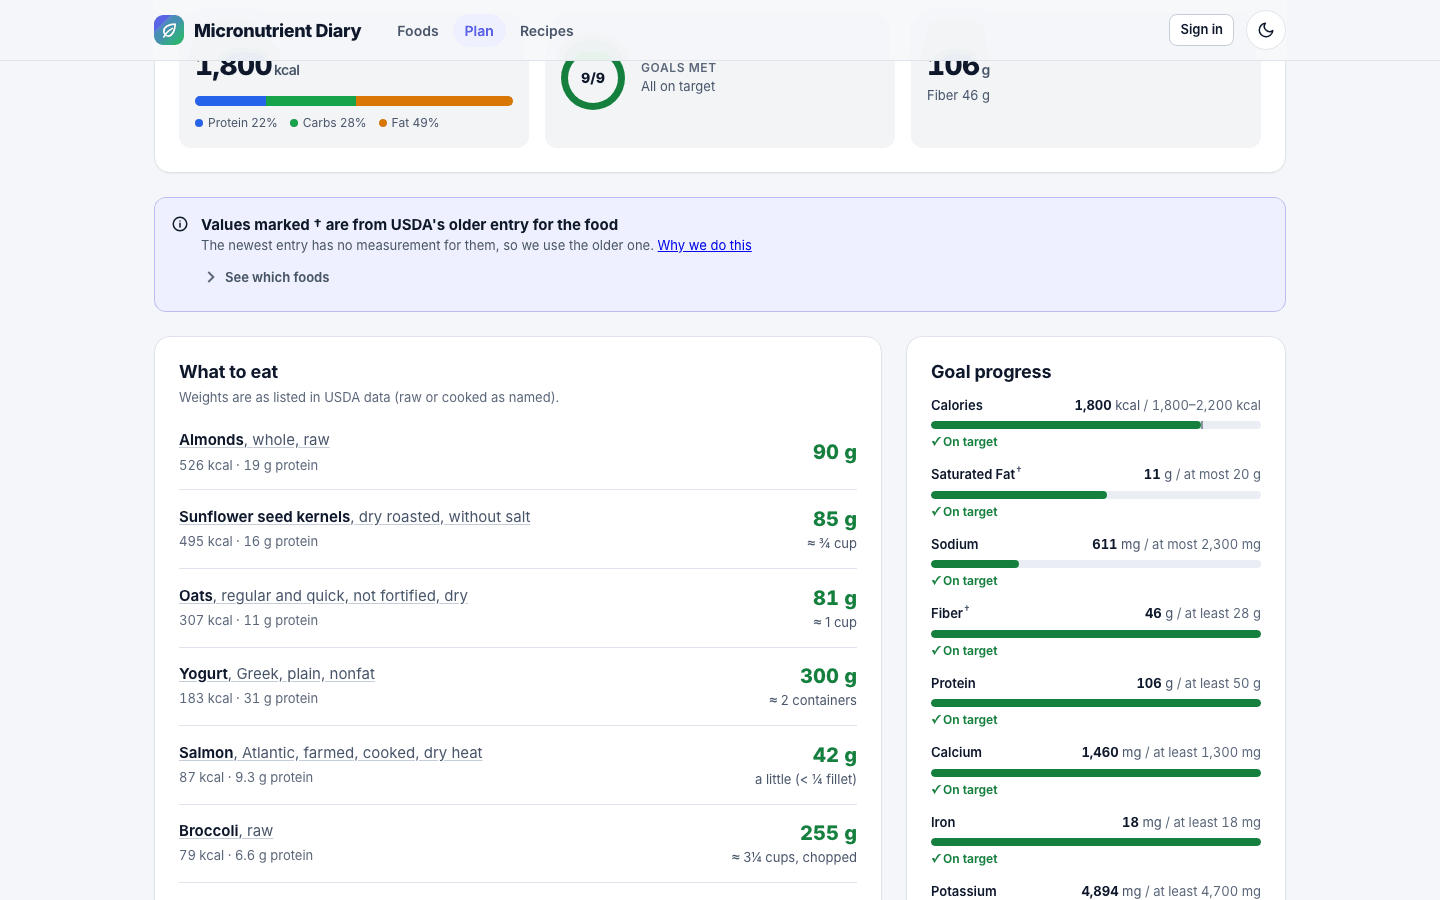 Micronutrient Diary
Foods
Plan
Recipes
Sign in
1,800 kcal
Protein 22%
Carbs 28%
Fat 49%
9/9
GOALS MET
All on target
106 g
Fiber 46 g
Values marked † are from USDA's older entry for the food
The newest entry has no measurement for them, so we use the older one. Why we do this
See which foods
What to eat
Weights are as listed in USDA data (raw or cooked as named).
Almonds, whole, raw
526 kcal · 19 g protein
90 g
Sunflower seed kernels, dry roasted, without salt
495 kcal · 16 g protein
85 g
≈ ¾ cup
Oats, regular and quick, not fortified, dry
307 kcal · 11 g protein
81 g
≈ 1 cup
Yogurt, Greek, plain, nonfat
183 kcal · 31 g protein
300 g
≈ 2 containers
Salmon, Atlantic, farmed, cooked, dry heat
87 kcal · 9.3 g protein
42 g
a little (< ¼ fillet)
Broccoli, raw
79 kcal · 6.6 g protein
255 g
≈ 3¼ cups, chopped
Goal progress
Calories
1,800 kcal / 1,800–2,200 kcal
✓ On target
Saturated Fat†
11 g / at most 20 g
✓ On target
Sodium
611 mg / at most 2,300 mg
✓ On target
Fiber†
46 g / at least 28 g
✓ On target
Protein
106 g / at least 50 g
✓ On target
Calcium
1,460 mg / at least 1,300 mg
✓ On target
Iron
18 mg / at least 18 mg
✓ On target
Potassium
4,894 mg / at least 4,700 mg